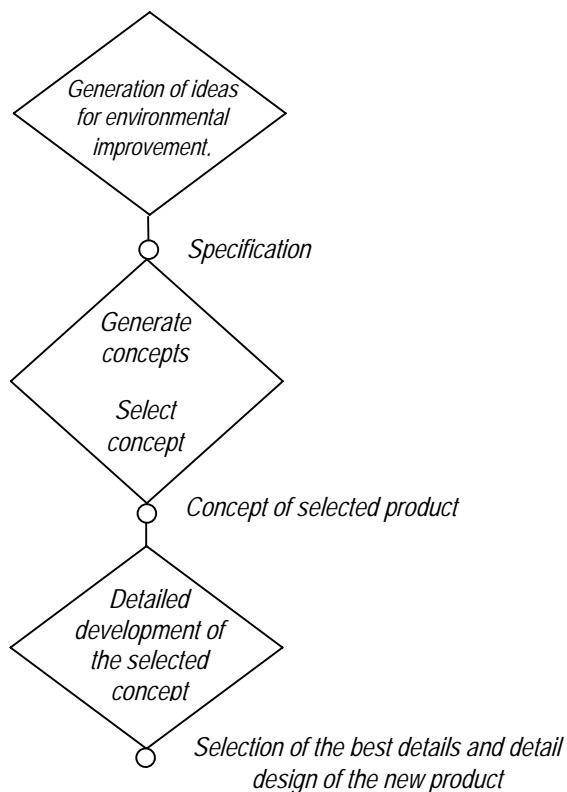 Generation of ideas
for environmental
improvement.
Specification
Generate
concepts
Select
concept
Concept of selected product
Detailed
development of
the selected
concept
Selection of the best details and detail
design of the new product